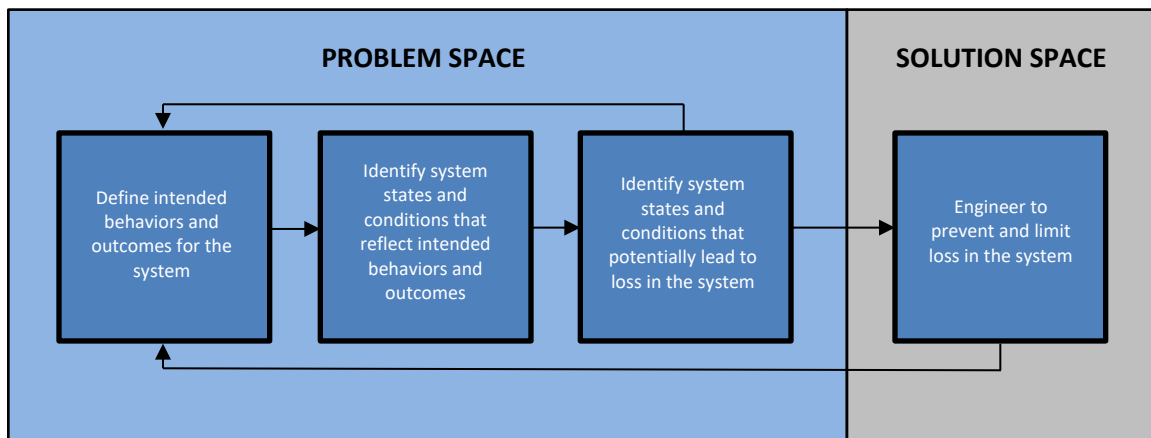 PROBLEM SPACE
SOLUTION SPACE
Define intended
behaviors and
outcomes for the
system
Identify system
states and
conditions that
reflect intended
behaviors and
outcomes
Identify system
states and
conditions that
potentially lead to
loss in the system
Engineer to
prevent and limit
loss in the system